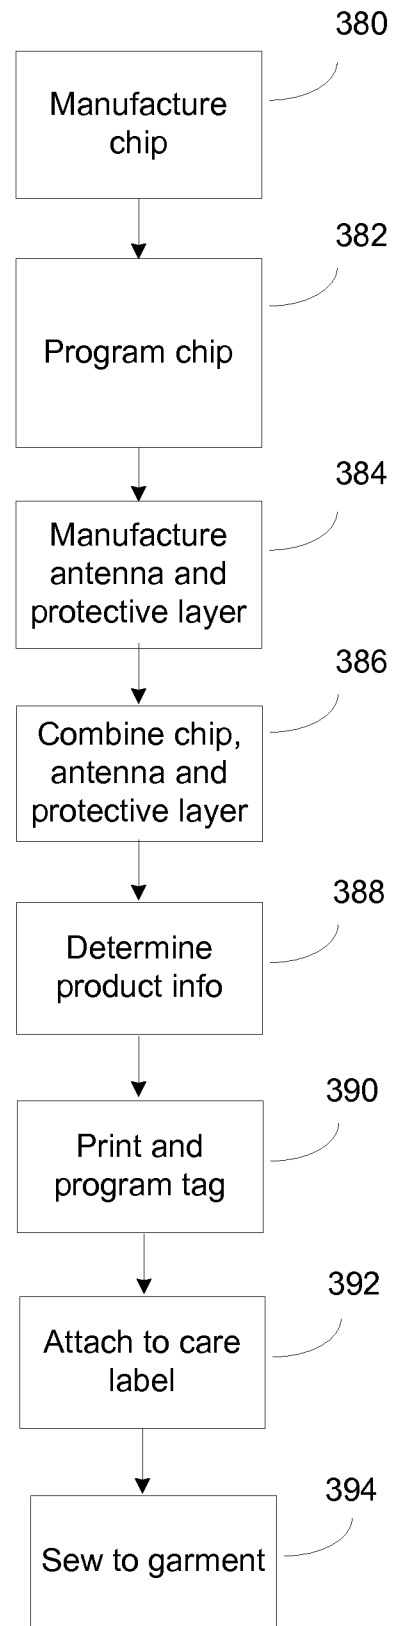 380
Manufacture
chip
382
Program chip
384
Manufacture
antenna and
protective layer
386
Combine chip,
antenna and
protective layer
388
Determine
product info
390
Print and
program tag
392
Attach to care
label
394
Sew to garment